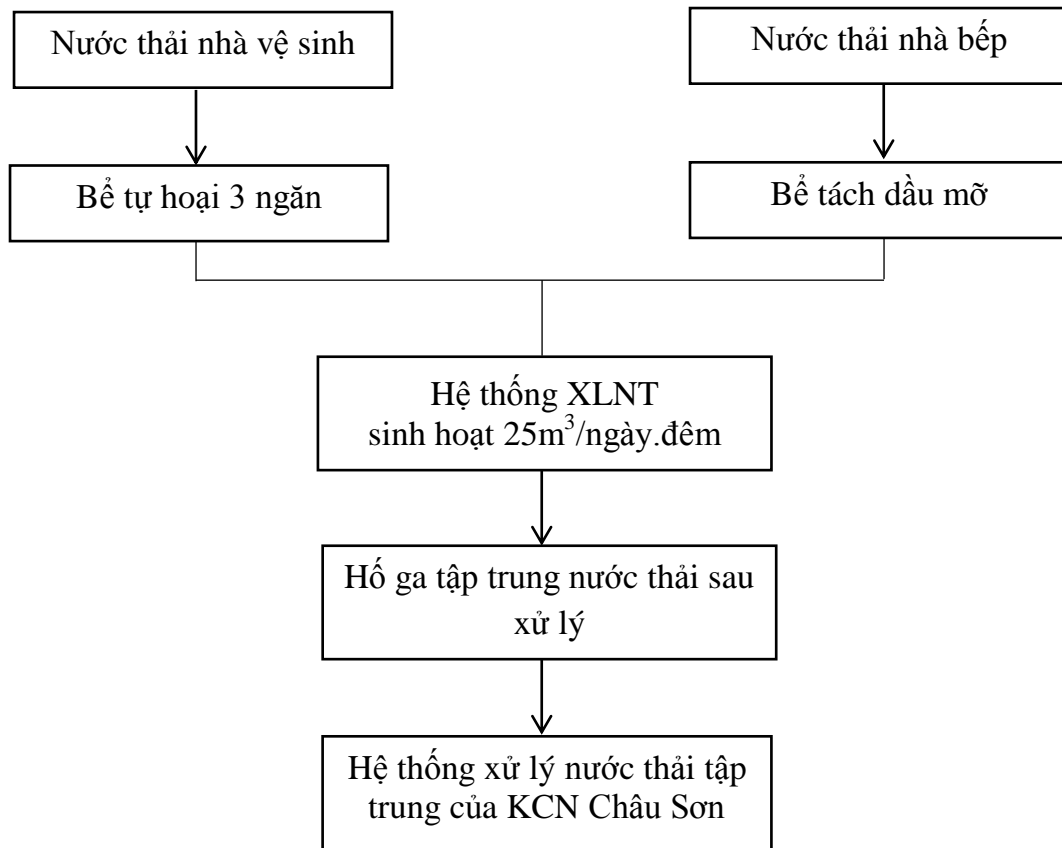 Nước thải nhà vệ sinh
Nước thải nhà bếp
Bể tự hoại 3 ngăn
Bể tách dầu mỡ
Hệ thống XLNT
sinh hoạt 25m³/ngày.đêm
Hố ga tập trung nước thải sau
xử lý
Hệ thống xử lý nước thải tập
trung của KCN Châu Sơn